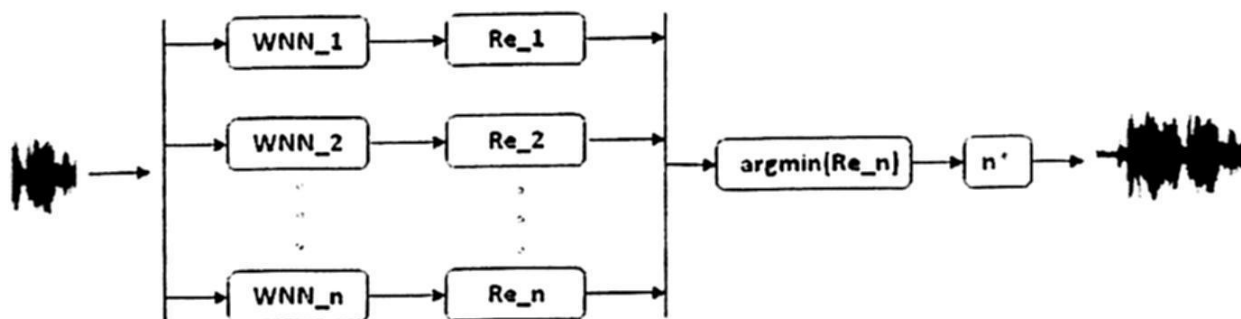 WNN_1
Re_1
WNN_2
Re_2
argmin(Re_n)
n*
WNN_n
Re_n